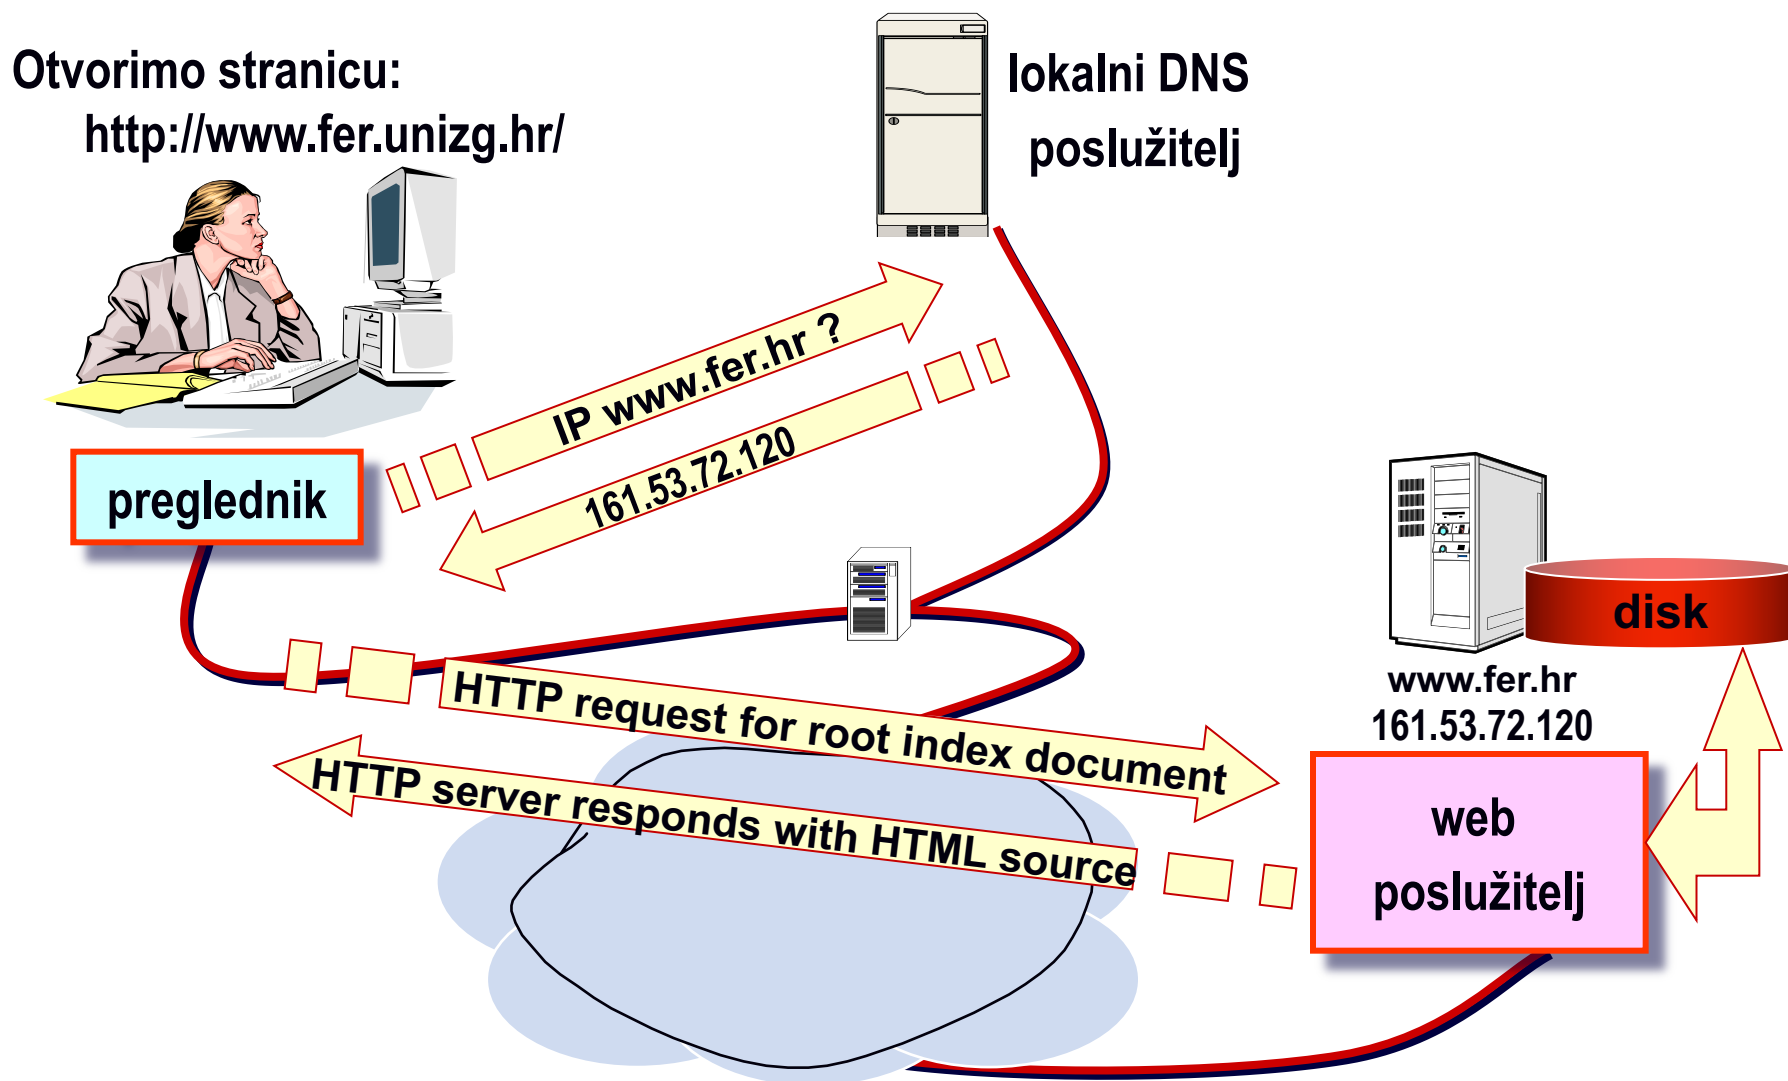 Otvorimo stranicu:
http://www.fer.unizg.hr/
lokalni DNS
poslužitelj
IP www.fer.hr ?
161.53.72.120
preglednik
disk
www.fer.hr
161.53.72.120
HTTP request for root index document
HTTP server responds with HTML source
web
poslužitelj